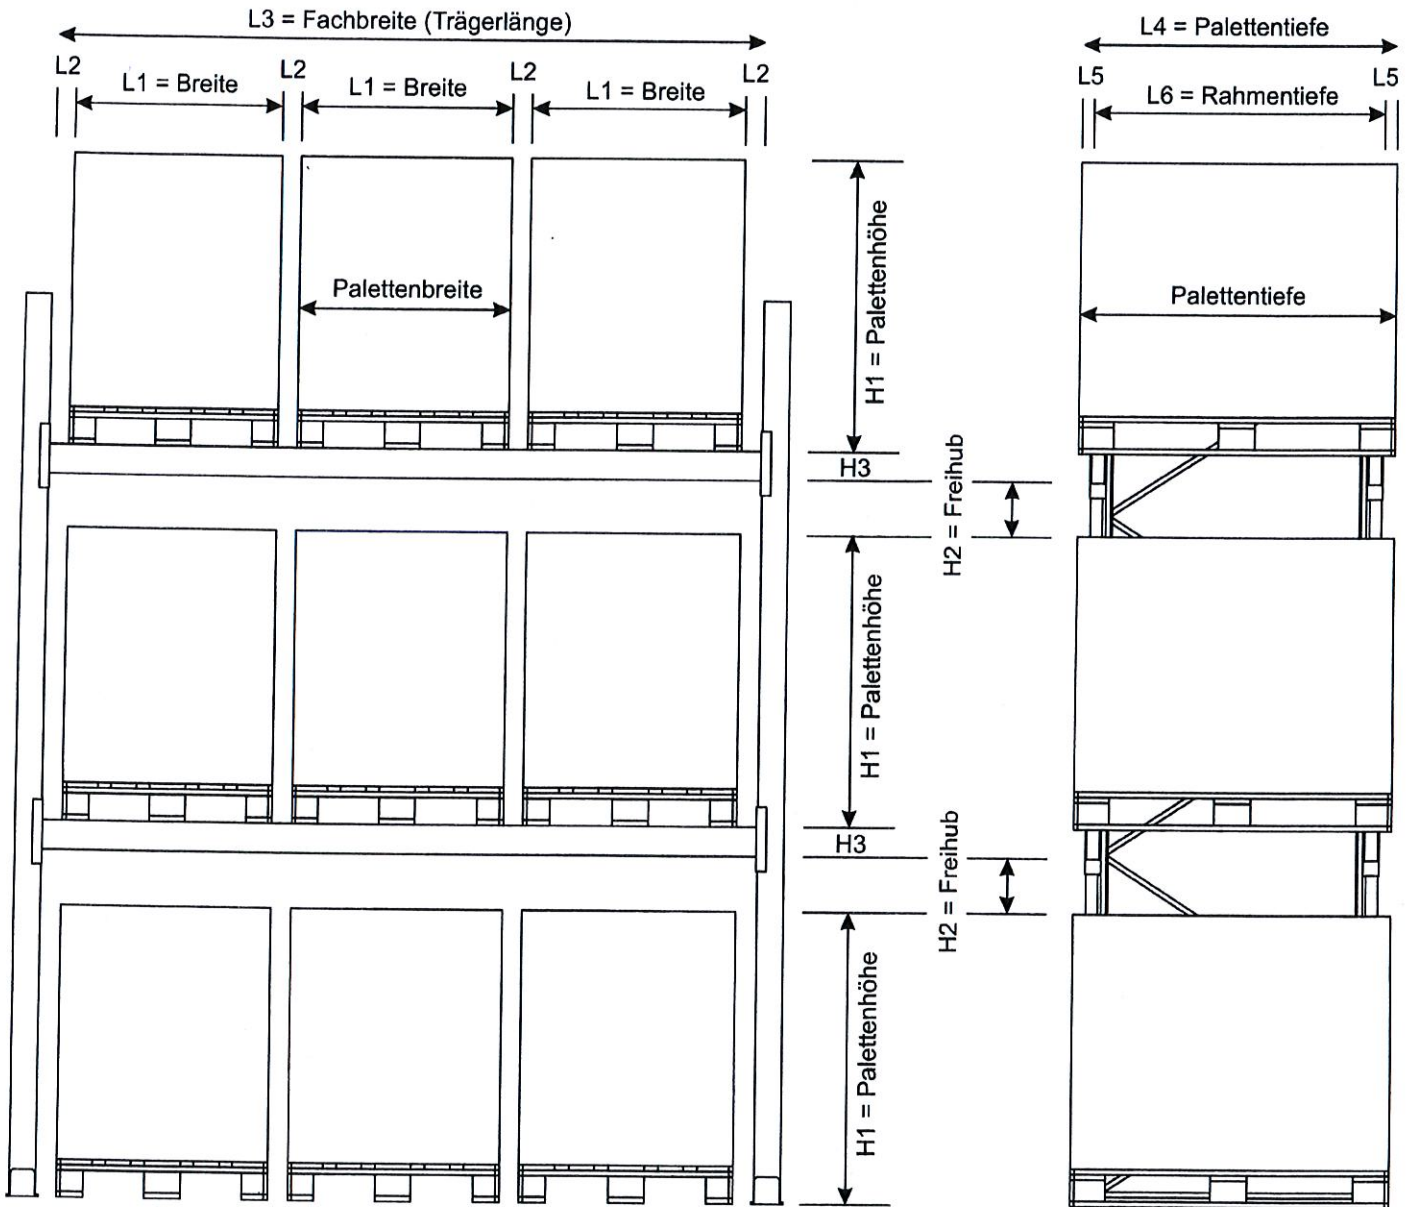 L3 = Fachbreite (Trägerlänge)
L4 = Palettentiefe
L2
L2
L2
L2
L1 = Breite
L1 = Breite
L1 = Breite
L5
L5
L6 = Rahmentiefe
H1 = Palettenhöhe
Palettenbreite
Palettentiefe
H3
H2 = Freihub
H1 = Palettenhöhe
H3
H2 = Freihub
H1 = Palettenhöhe